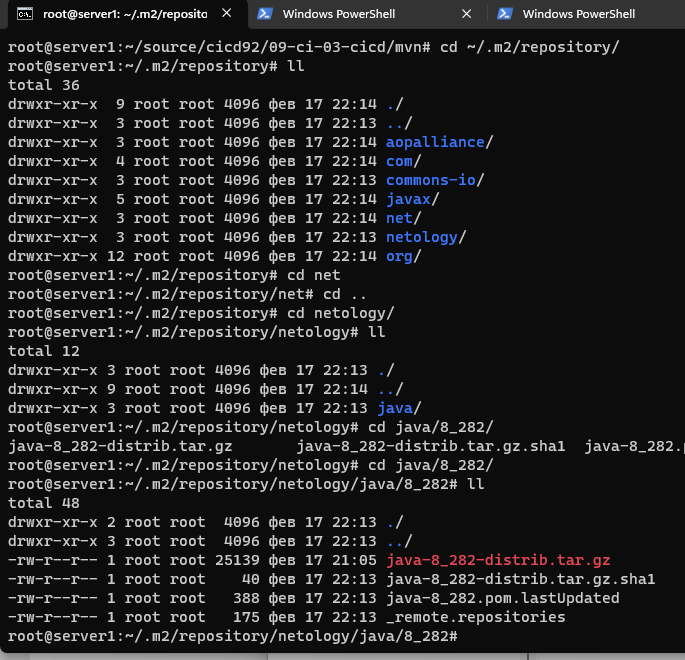 root@server1: ~/.m2/reposito
Windows PowerShell
Windows PowerShell
root@server1:~/source/cicd92/09-ci-03-cicd/mvn# cd ~/.m2/repository/
root@server1:~/.m2/repository# ll
total 36
drwxr-xr-x  9 root root 4096 фев 17 22:14 ./
drwxr-xr-x  3 root root 4096 фев 17 22:13 ../
drwxr-xr-x  3 root root 4096 фев 17 22:14 aopalliance/
drwxr-xr-x  4 root root 4096 фев 17 22:14 com/
drwxr-xr-x  3 root root 4096 фев 17 22:13 commons-io/
drwxr-xr-x  5 root root 4096 фев 17 22:14 javax/
drwxr-xr-x  3 root root 4096 фев 17 22:14 net/
drwxr-xr-x  3 root root 4096 фев 17 22:13 netology/
drwxr-xr-x 12 root root 4096 фев 17 22:14 org/
root@server1:~/.m2/repository# cd net
root@server1:~/.m2/repository/net# cd ..
root@server1:~/.m2/repository# cd netology/
root@server1:~/.m2/repository/netology# ll
total 12
drwxr-xr-x 3 root root 4096 фев 17 22:13 ./
drwxr-xr-x 9 root root 4096 фев 17 22:14 ../
drwxr-xr-x 3 root root 4096 фев 17 22:13 java/
root@server1:~/.m2/repository/netology# cd java/8_282/
java-8_282-distrib.tar.gz       java-8_282-distrib.tar.gz.sha1  java-8_282.
root@server1:~/.m2/repository/netology# cd java/8_282/
root@server1:~/.m2/repository/netology/java/8_282# ll
total 48
drwxr-xr-x 2 root root  4096 фев 17 22:13 ./
drwxr-xr-x 3 root root  4096 фев 17 22:13 ../
-rw-r--r-- 1 root root 25139 фев 17 21:05 java-8_282-distrib.tar.gz
-rw-r--r-- 1 root root    40 фев 17 22:13 java-8_282-distrib.tar.gz.sha1
-rw-r--r-- 1 root root   388 фев 17 22:13 java-8_282.pom.lastUpdated
-rw-r--r-- 1 root root   175 фев 17 22:13 _remote.repositories
root@server1:~/.m2/repository/netology/java/8_282#